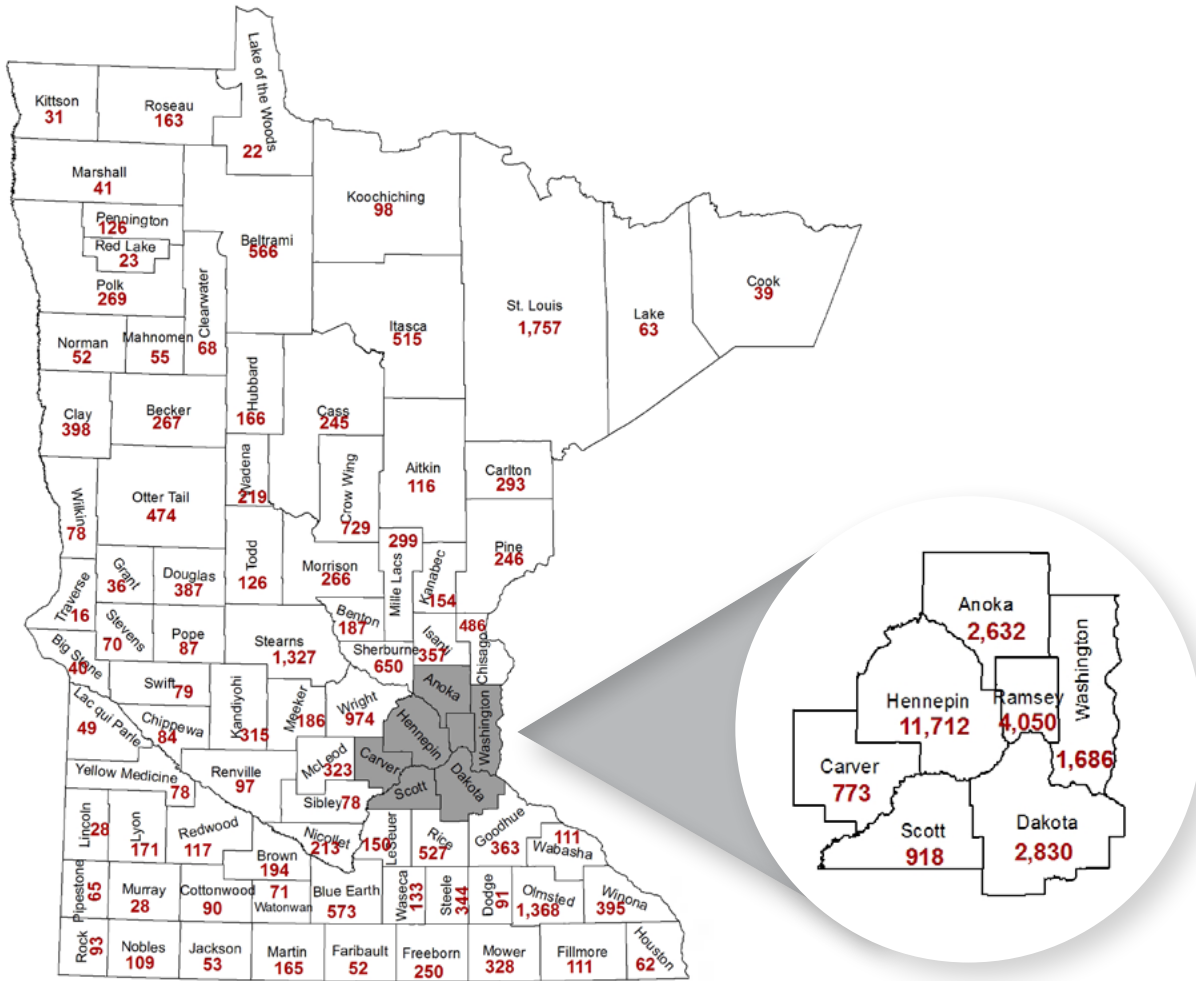 Kittson
31
Roseau
163
Lake of the Woods
22
Marshall
41
Koochiching
98
Pennington
126
Beltrami
566
Red Lake
23
Polk
269
Clearwater
68
Cook
39
St. Louis
1,757
Lake
63
Itasca
515
Norman
52
Mahnomen
55
Hubbard
166
Clay
398
Becker
267
Cass
245
Wadena
219
Crow Wing
729
Aitkin
116
Carlton
293
Wilkin
78
Otter Tail
474
Todd
126
Morrison
266
299
Mille Lacs
Kanabec
154
Pine
246
Traverse
16
Grant
36
Douglas
387
Stevens
70
Pope
87
Stearns
1,327
Benton
187
Sherburne
650
Isanti
357
486
Chisago
Big Stone
40
Swift
79
Kandiyohi
315
Meeker
186
Wright
974
Anoka
Hennepin
Washington
Carver
Scott
Dakota
Lac qui Parle
49
Chippewa
84
Yellow Medicine
78
Renville
97
McLeod
323
Sibley
78
Lincoln
28
Lyon
171
Redwood
117
Brown
194
Nicollet
213
150
LeSeuer
Rice
527
Goodhue
363
111
Wabasha
Pipestone
65
Murray
28
Cottonwood
90
71
Watonwan
Blue Earth
573
Waseca
133
Steele
344
Dodge
91
Olmsted
1,368
Winona
395
Rock
93
Nobles
109
Jackson
53
Martin
165
Faribault
52
Freeborn
250
Mower
328
Fillmore
111
Houston
62
Anoka
2,632
Washington
1,686
Hennepin
11,712
Ramsey
4,050
Carver
773
Scott
918
Dakota
2,830